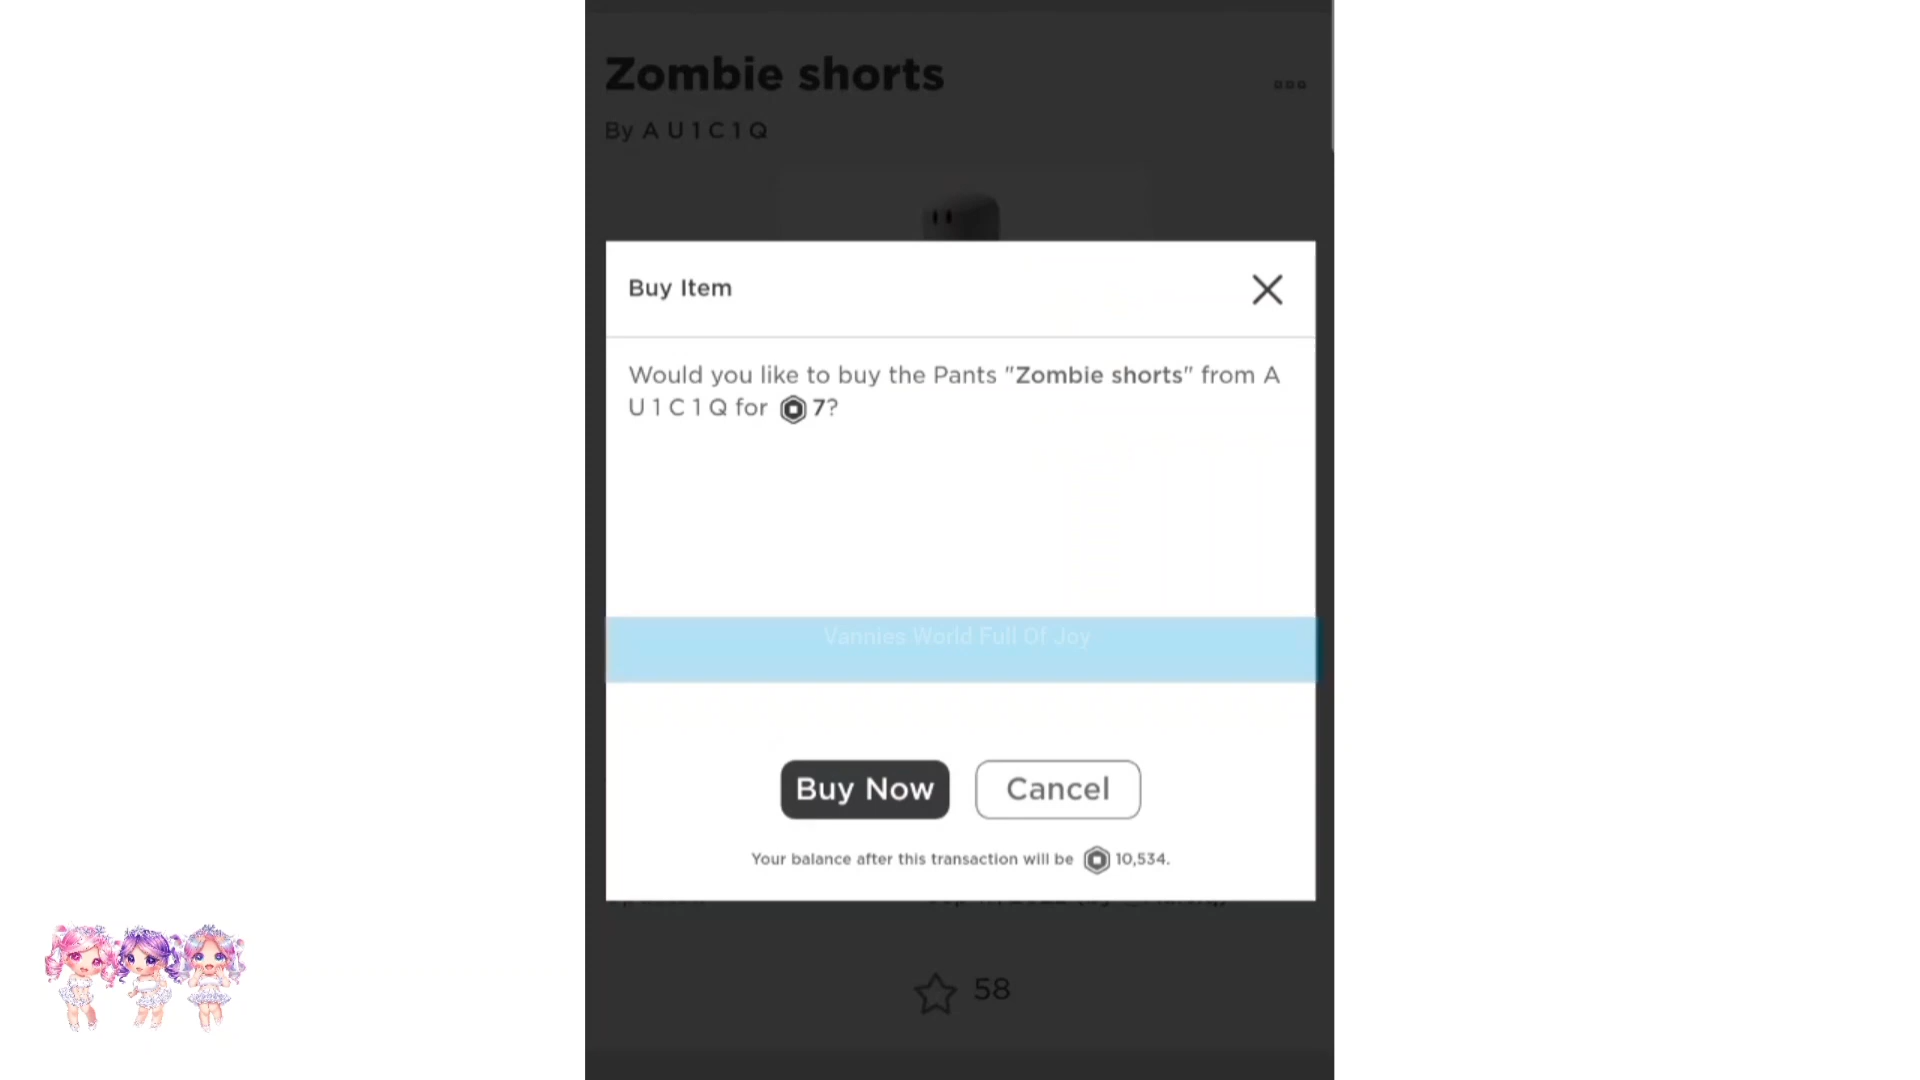 Zombie shorts
By A U 1 C 1 Q
Buy Item
Would you like to buy the Pants "Zombie shorts" from A
U 1 C 1 Q for 7?
Vannies World Full Of Joy
Buy Now
Cancel
Your balance after this transaction will be 10,534.
58